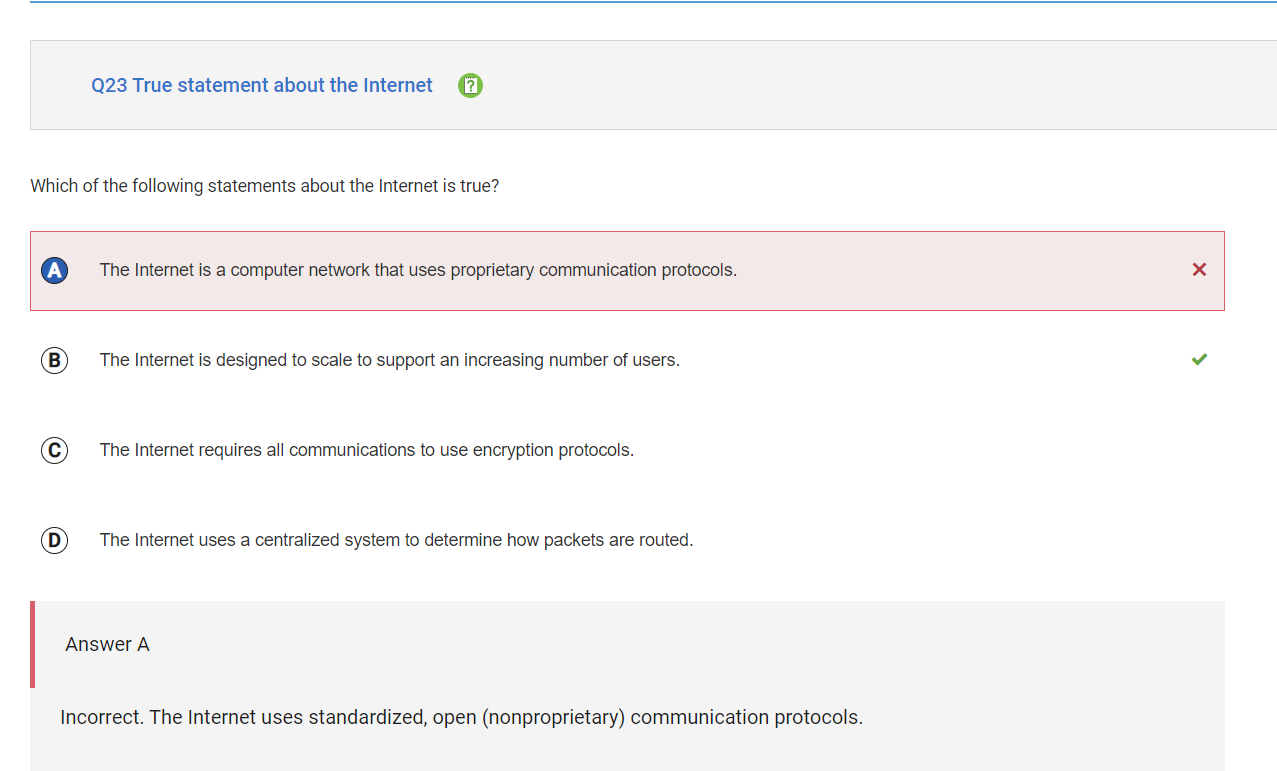 Q23 True statement about the Internet
Which of the following statements about the Internet is true?
A The Internet is a computer network that uses proprietary communication protocols.
B The Internet is designed to scale to support an increasing number of users.
C The Internet requires all communications to use encryption protocols.
D The Internet uses a centralized system to determine how packets are routed.
Answer A
Incorrect. The Internet uses standardized, open (nonproprietary) communication protocols.